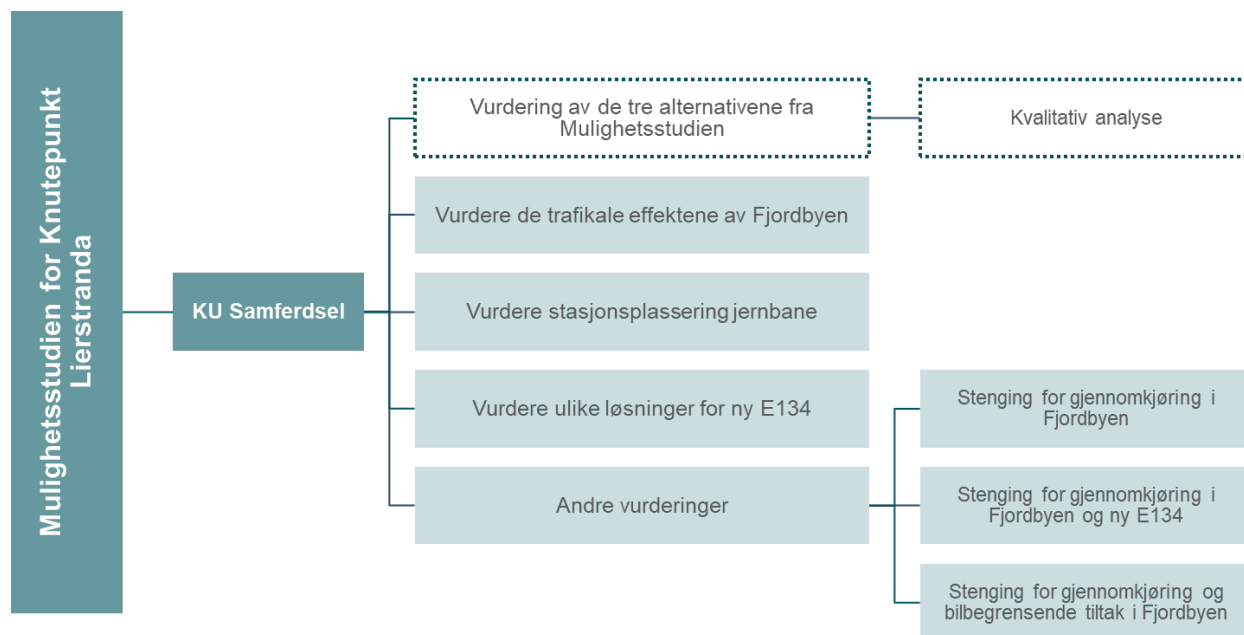 Mulighetsstudien for Knutepunkt
Lierstranda
KU Samferdsel
Vurdering av de tre alternativene fra
Mulighetsstudien
Kvalitativ analyse
Vurdere de trafikale effektene av Fjordbyen
Vurdere stasjonsplassering jernbane
Vurdere ulike løsninger for ny E134
Andre vurderinger
Stenging for gjennomkjøring i
Fjordbyen
Stenging for gjennomkjøring i
Fjordbyen og ny E134
Stenging for gjennomkjøring og
bilbegrensende tiltak i Fjordbyen